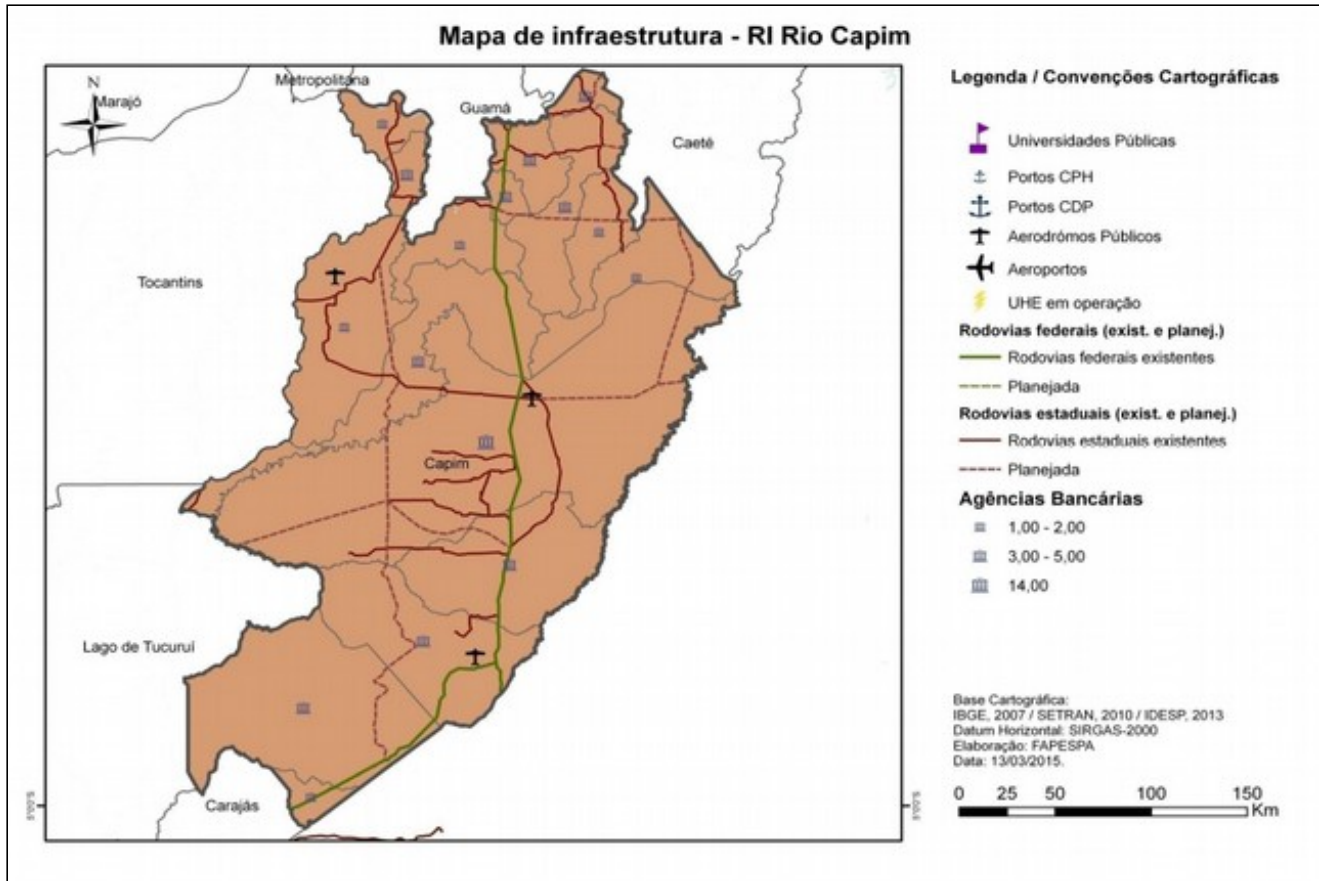 Mapa de infraestrutura - RI Rio Capim
N
Marajó
Metropolitana
Guamá
Caeté
Tocantins
Capim
Lago de Tucuruí
Carajás
5°00'S
5°00'S
Legenda / Convenções Cartográficas
Universidades Públicas
Portos CPH
Portos CDP
Aerodrómos Públicos
Aeroportos
UHE em operação
Rodovias federais (exist. e planej.)
Rodovias federais existentes
Planejada
Rodovias estaduais (exist. e planej.)
Rodovias estaduais existentes
Planejada
Agências Bancárias
1,00 - 2,00
3,00 - 5,00
14,00
Base Cartográfica:
IBGE, 2007 / SETRAN, 2010 / IDESP, 2013
Datum Horizontal: SIRGAS-2000
Elaboração: FAPESPA
Data: 13/03/2015.
0 25 50 100 150
Km